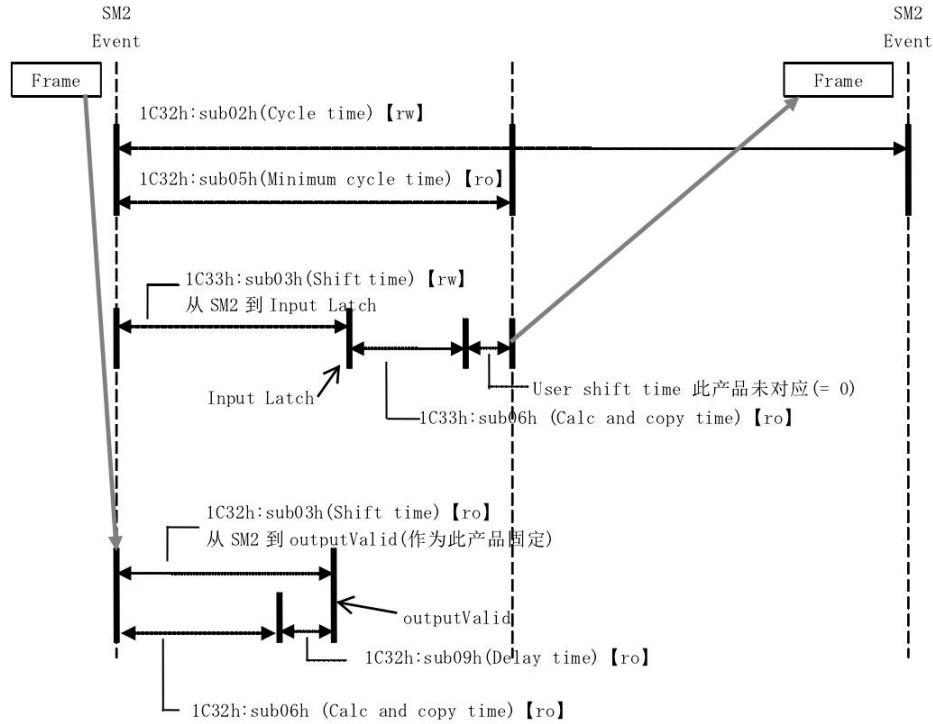 SM2
Event
SM2
Event
Frame
Frame
1C32h:sub02h(Cycle time)【rw】
1C32h:sub05h(Minimum cycle time)【ro】
1C33h:sub03h(Shift time)【rw】
从 SM2 到 Input Latch
Input Latch
User shift time 此产品未对应(= 0)
1C33h:sub06h (Calc and copy time)【ro】
1C32h:sub03h(Shift time)【ro】
从 SM2 到 outputValid(作为此产品固定)
outputValid
1C32h:sub09h(Delay time)【ro】
1C32h:sub06h (Calc and copy time)【ro】